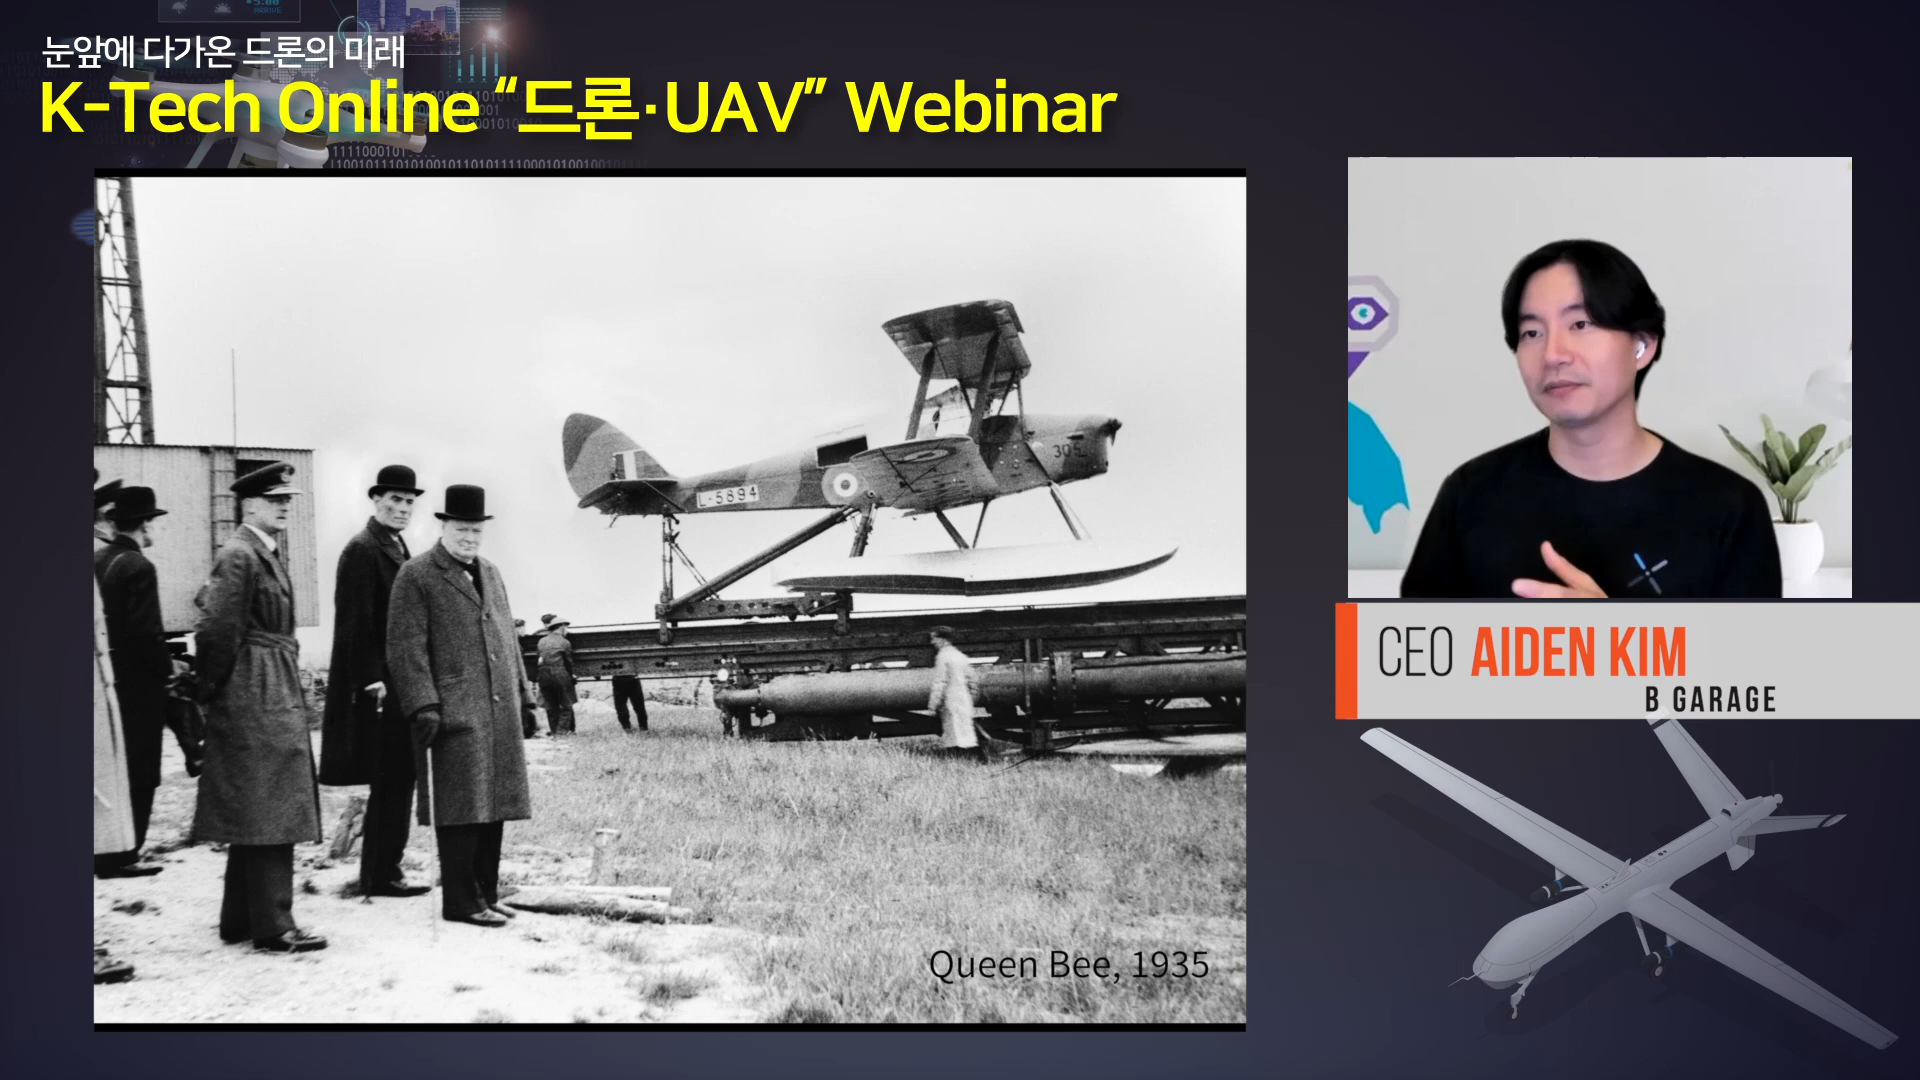 눈앞에 다가온 드론의 미래
K-Tech Online “드론·UAV” Webinar
L-5894
305
Queen Bee, 1935
CEO AIDEN KIM
B GARAGE